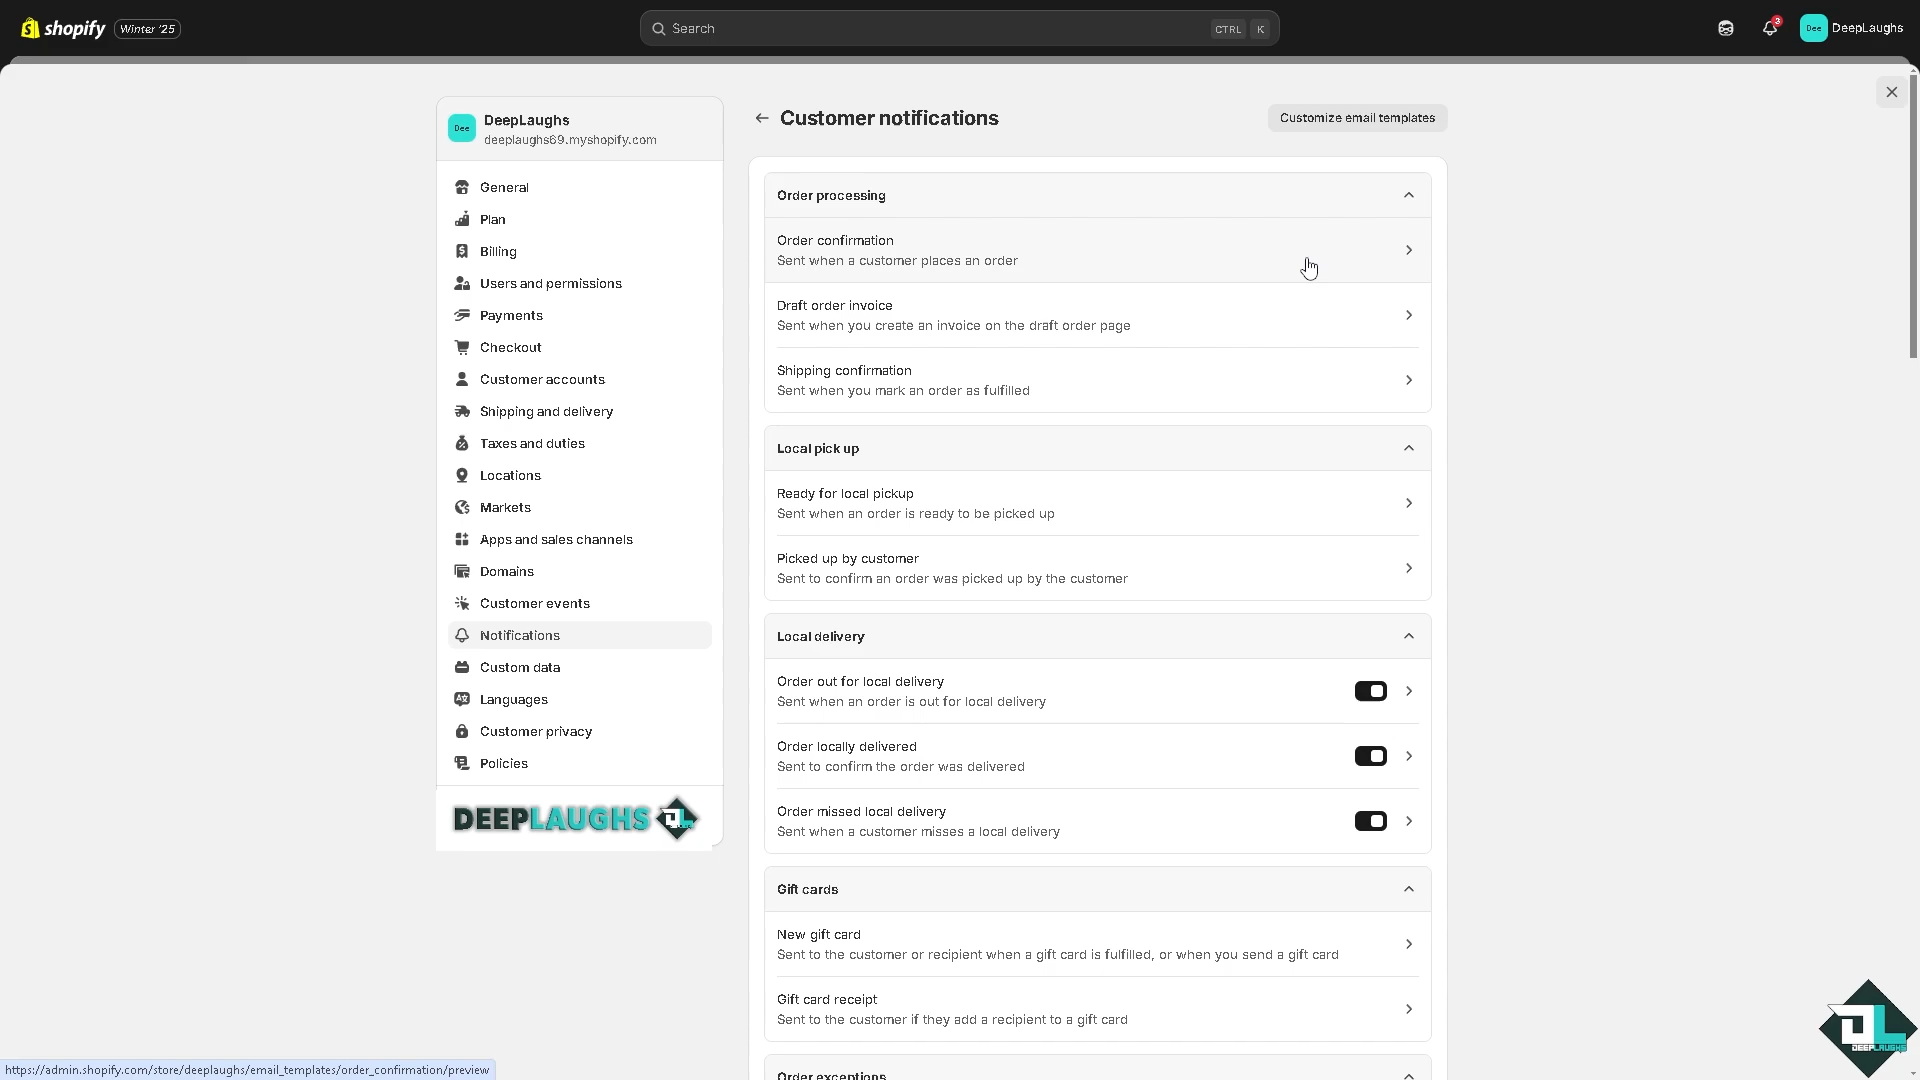 shopify Winter '25
Search CTRL K
3
Dee DeepLaughs
Dee DeepLaughs
deeplaughs69.myshopify.com
General
Plan
Billing
Users and permissions
Payments
Checkout
Customer accounts
Shipping and delivery
Taxes and duties
Locations
Markets
Apps and sales channels
Domains
Customer events
Notifications
Custom data
Languages
Customer privacy
Policies
DEEPLAUGHS
Customer notifications
Customize email templates
Order processing
Order confirmation
Sent when a customer places an order
Draft order invoice
Sent when you create an invoice on the draft order page
Shipping confirmation
Sent when you mark an order as fulfilled
Local pick up
Ready for local pickup
Sent when an order is ready to be picked up
Picked up by customer
Sent to confirm an order was picked up by the customer
Local delivery
Order out for local delivery
Sent when an order is out for local delivery
Order locally delivered
Sent to confirm the order was delivered
Order missed local delivery
Sent when a customer misses a local delivery
Gift cards
New gift card
Sent to the customer or recipient when a gift card is fulfilled, or when you send a gift card
Gift card receipt
Sent to the customer if they add a recipient to a gift card
Order exceptions
DEEPLAUGHS
https://admin.shopify.com/store/deeplaughs/email_templates/order_confirmation/preview